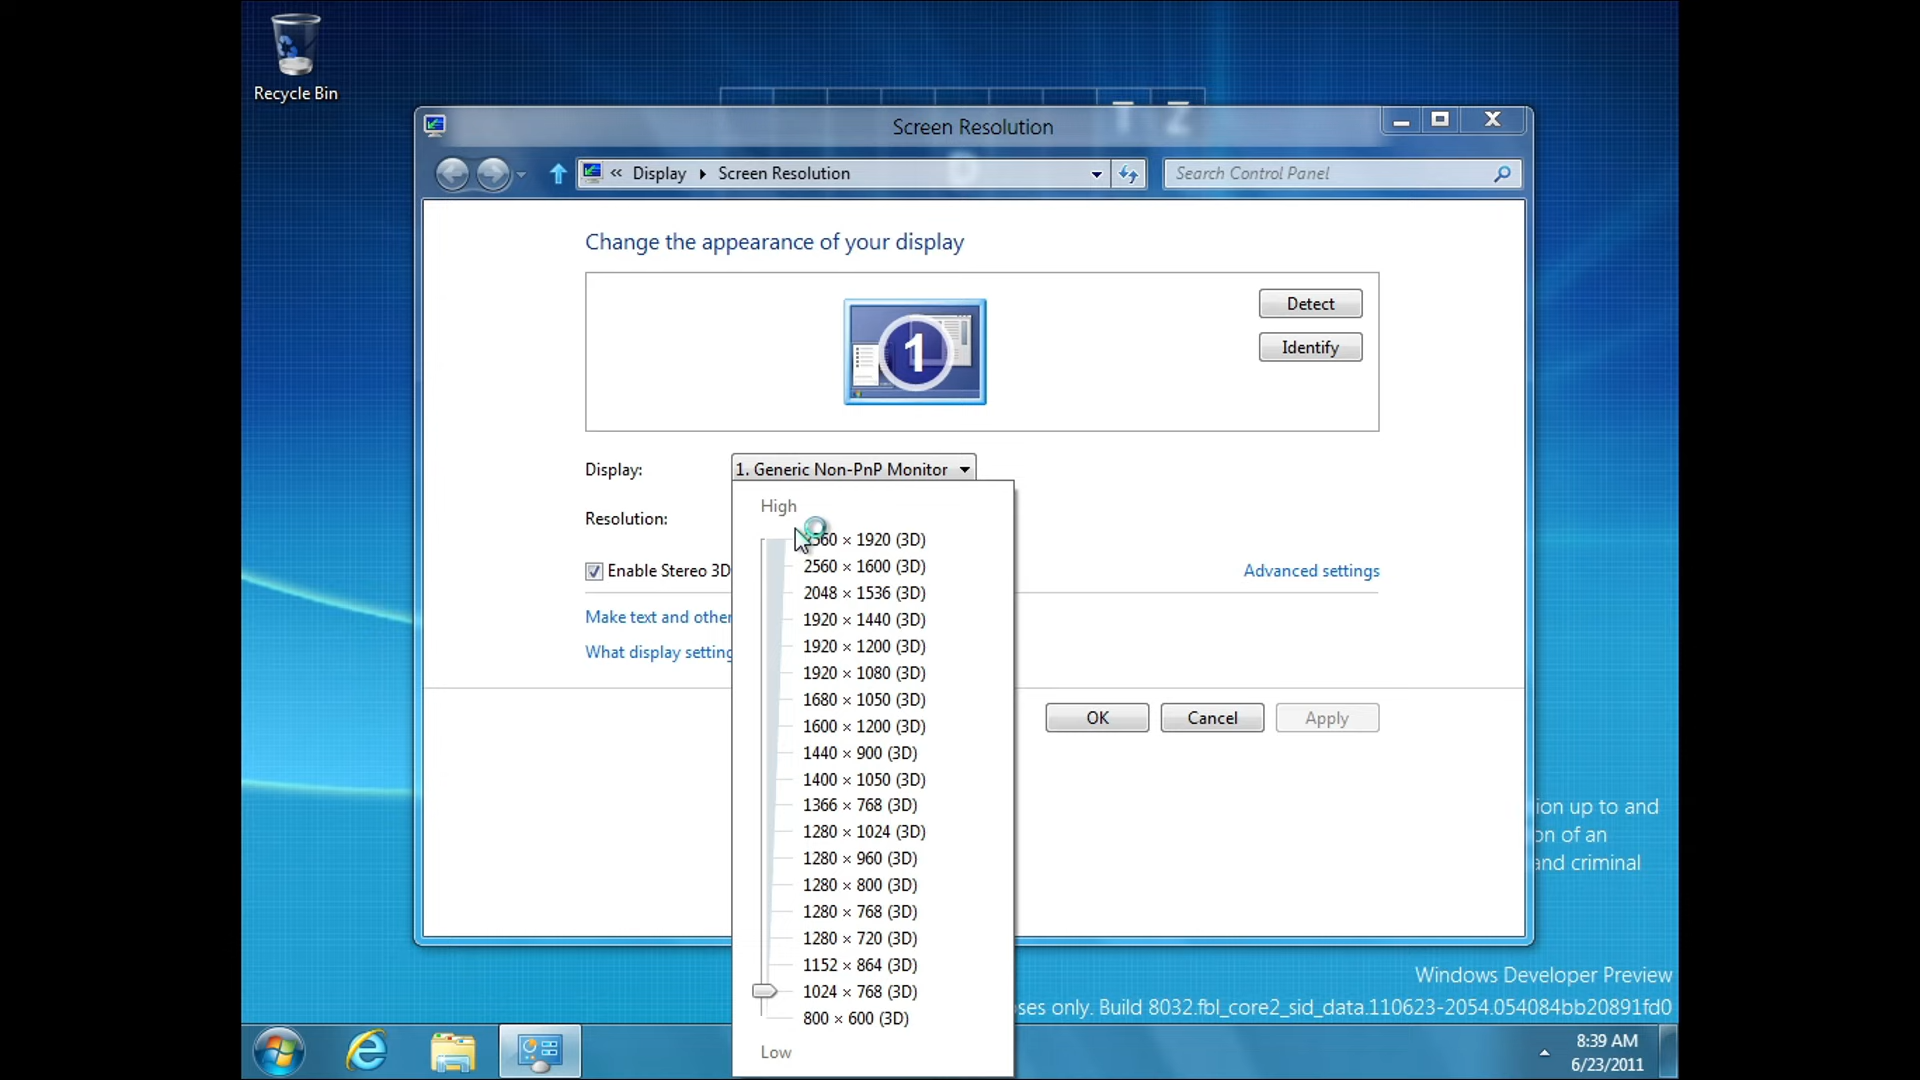 Recycle Bin
T Z
Screen Resolution
« Display Screen Resolution
Search Control Panel
Change the appearance of your display
1
Detect
Identify
Display:
1. Generic Non-PnP Monitor
Resolution:
High
× 1920 (3D)
2560 × 1600 (3D)
2048 × 1536 (3D)
1920 × 1440 (3D)
1920 × 1200 (3D)
1920 × 1080 (3D)
1680 × 1050 (3D)
1600 × 1200 (3D)
1440 × 900 (3D)
1400 × 1050 (3D)
1366 × 768 (3D)
1280 × 1024 (3D)
1280 × 960 (3D)
1280 × 800 (3D)
1280 × 768 (3D)
1280 × 720 (3D)
1152 × 864 (3D)
1024 × 768 (3D)
800 × 600 (3D)
Low
Enable Stereo 3D
Advanced settings
Make text and other
What display setting
OK
Cancel
Apply
ion up to and
on of an
and criminal
Windows Developer Preview
ses only. Build 8032.fbl_core2_sid_data.110623-2054.054084bb20891fd0
8:39 AM
6/23/2011